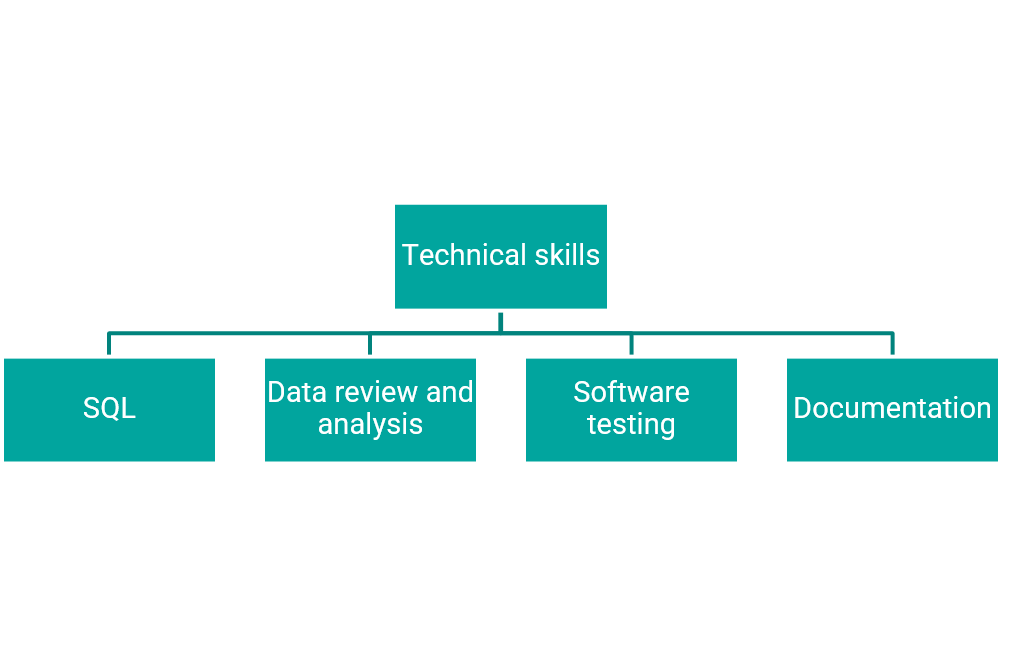 Technical skills
SQL
Data review and
analysis
Software
testing
Documentation